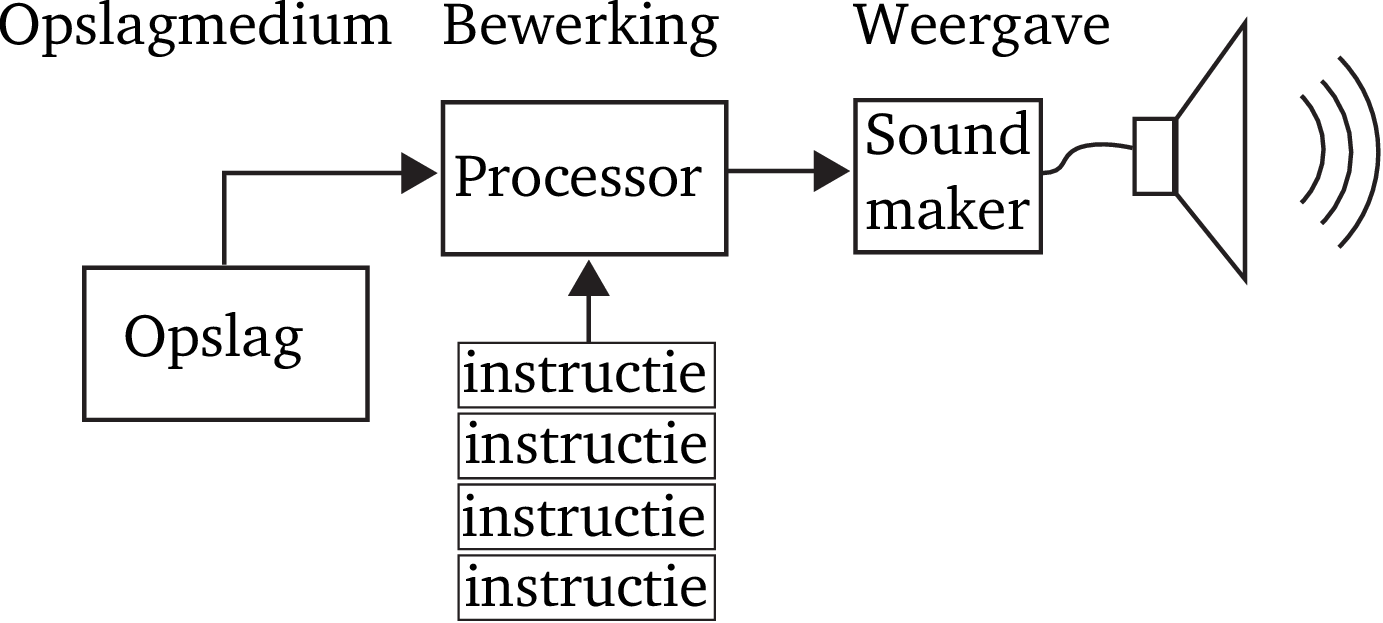 Opslagmedium
Bewerking
Weergave
Opslag
Processor
Sound
maker
instructie
instructie
instructie
instructie